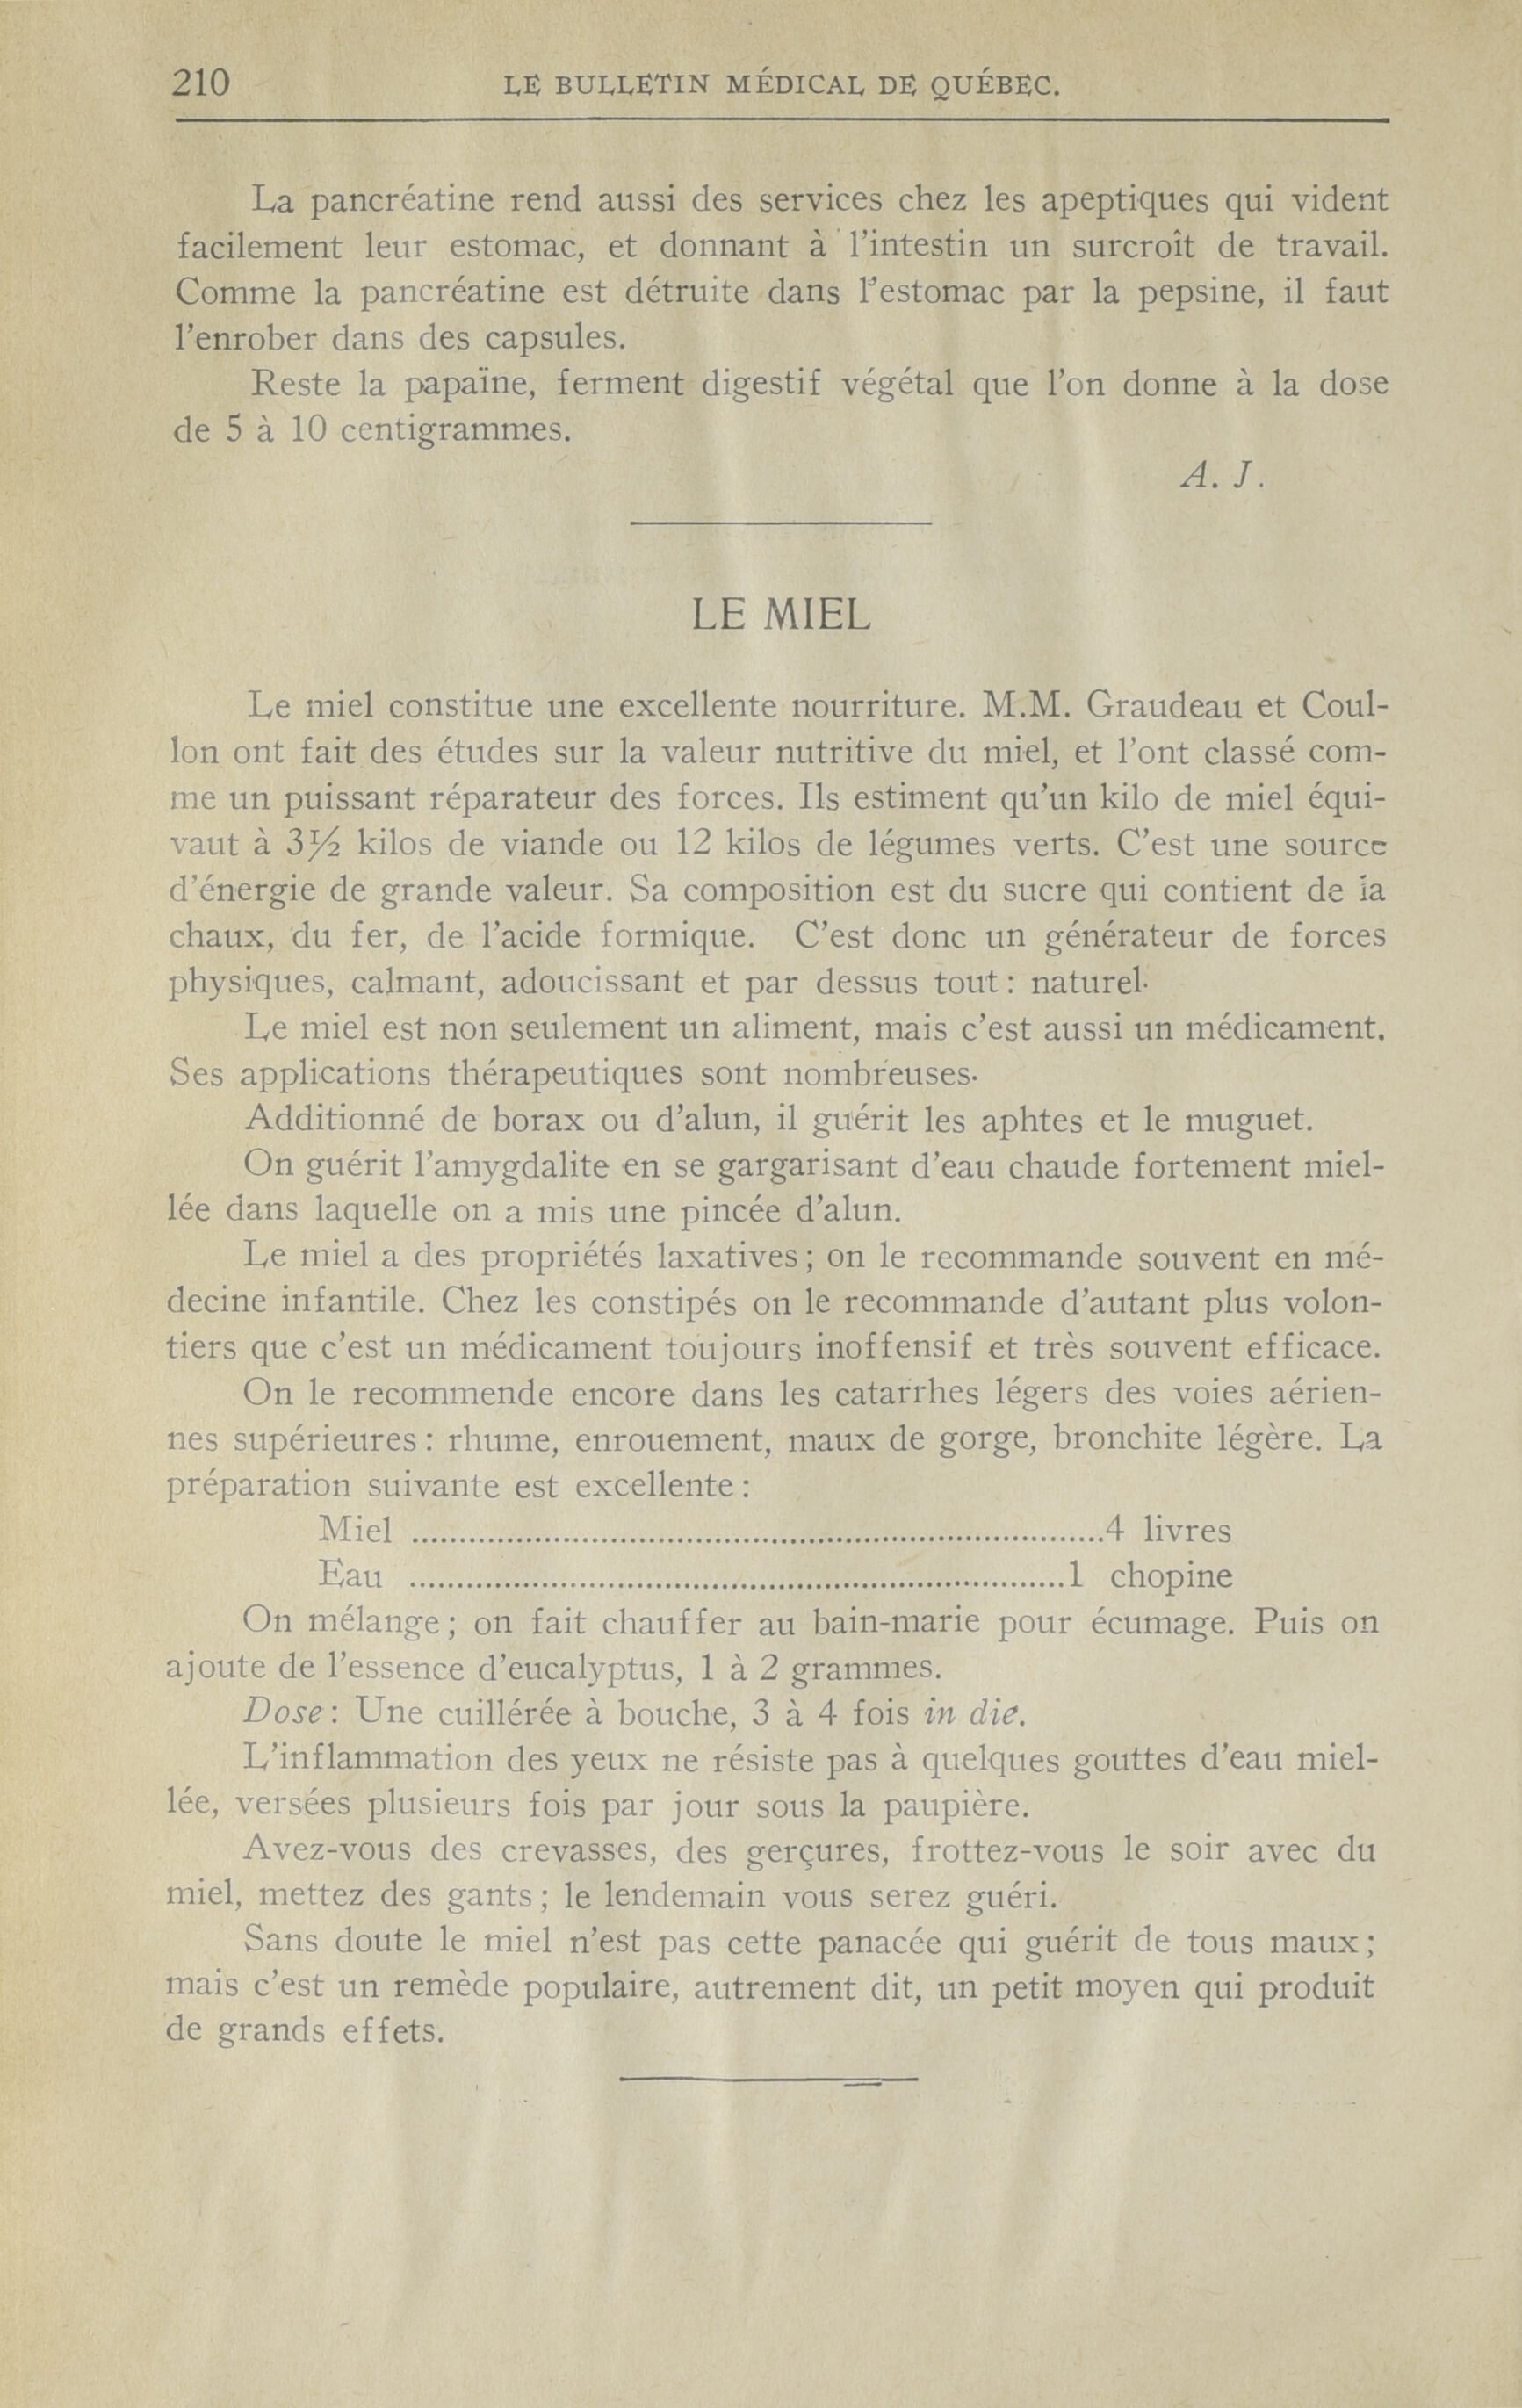 210
LE BULLETIN MÉDICAL DE QUÉBEC.
La pancréatine rend aussi des services chez les apeptiques qui vident
facilement leur estomac, et donnant à l'intestin un surcroît de travail.
Comme la pancréatine est détruite dans l'estomac par la pepsine, il faut
l'enrober dans des capsules.
Reste la papaïne, ferment digestif végétal que l'on donne à la dose
de 5 à 10 centigrammes.
A. J.
LE MIEL
Le miel constitue une excellente nourriture. M.M. Graudeau et Coul-
lon ont fait des études sur la valeur nutritive du miel, et l'ont classé com-
me un puissant réparateur des forces. Ils estiment qu'un kilo de miel équi-
vaut à 3½ kilos de viande ou 12 kilos de légumes verts. C'est une source
d'énergie de grande valeur. Sa composition est du sucre qui contient de la
chaux, du fer, de l'acide formique. C'est donc un générateur de forces
physiques, calmant, adoucissant et par dessus tout : naturel.
Le miel est non seulement un aliment, mais c'est aussi un médicament.
Ses applications thérapeutiques sont nombreuses.
Additionné de borax ou d'alun, il guérit les aphtes et le muguet.
On guérit l'amygdalite en se gargarisant d'eau chaude fortement miel-
lée dans laquelle on a mis une pincée d'alun.
Le miel a des propriétés laxatives ; on le recommande souvent en mé-
decine infantile. Chez les constipés on le recommande d'autant plus volon-
tiers que c'est un médicament toujours inoffensif et très souvent efficace.
On le recommende encore dans les catarrhes légers des voies aérien-
nes supérieures : rhume, enrouement, maux de gorge, bronchite légère. La
préparation suivante est excellente :
Miel ........................................................................4 livres
Eau ....................................................................1 chopine
On mélange ; on fait chauffer au bain-marie pour écumage. Puis on
ajoute de l'essence d'eucalyptus, 1 à 2 grammes.
Dose : Une cuillérée à bouche, 3 à 4 fois in die.
L'inflammation des yeux ne résiste pas à quelques gouttes d'eau miel-
lée, versées plusieurs fois par jour sous la paupière.
Avez-vous des crevasses, des gerçures, frottez-vous le soir avec du
miel, mettez des gants ; le lendemain vous serez guéri.
Sans doute le miel n'est pas cette panacée qui guérit de tous maux ;
mais c'est un remède populaire, autrement dit, un petit moyen qui produit
de grands effets.